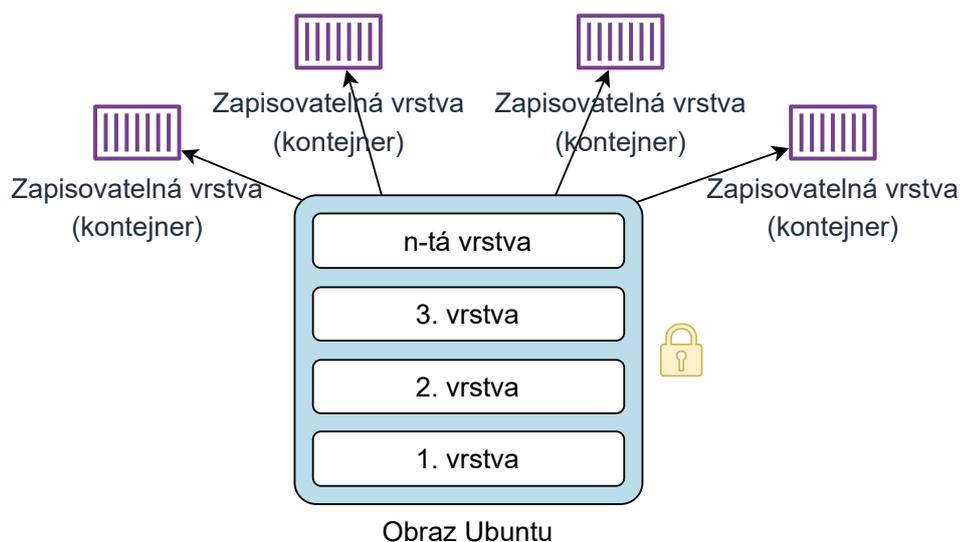 Zapisovatelná vrstva
(kontejner)
Zapisovatelná vrstva
(kontejner)
Zapisovatelná vrstva
(kontejner)
Zapisovatelná vrstva
(kontejner)
n-tá vrstva
3. vrstva
2. vrstva
1. vrstva
Obraz Ubuntu